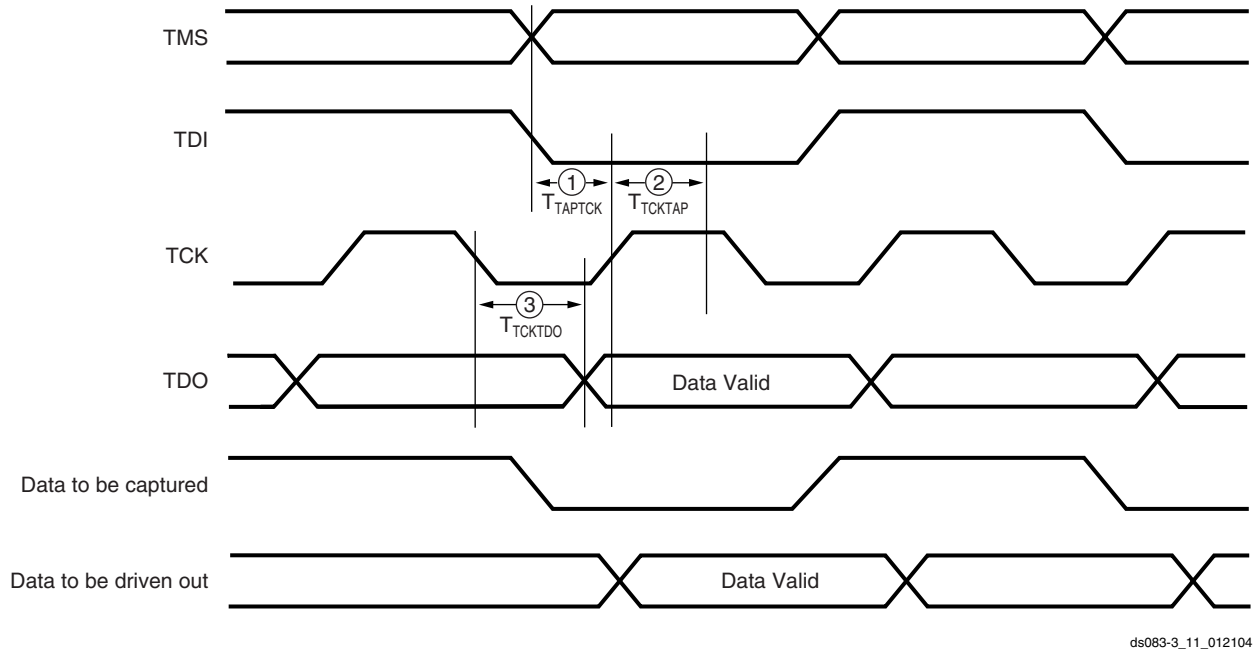 TMS
TDI
1 2
TTAPTCK TTCKTAP
TCK
3
TTCKTDO
TDO Data Valid
Data to be captured
Data to be driven out Data Valid
ds083-3_11_012104